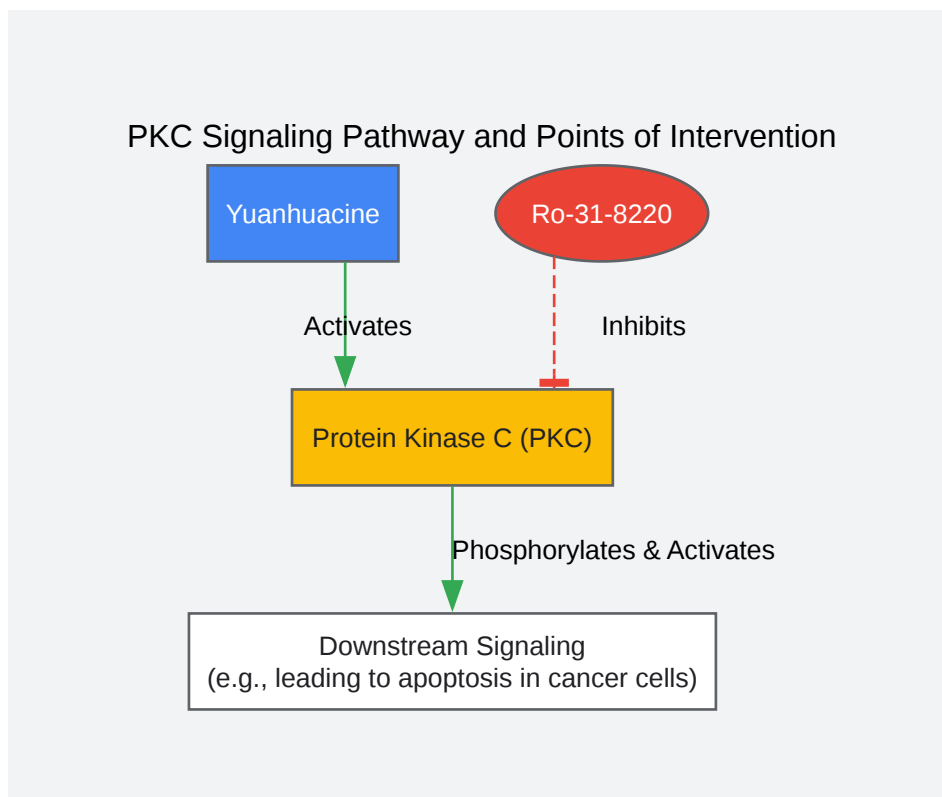 PKC Signaling Pathway and Points of Intervention
Yuanhuacine
Ro-31-8220
Activates
Inhibits
Protein Kinase C (PKC)
Phosphorylates & Activates
Downstream Signaling
(e.g., leading to apoptosis in cancer cells)